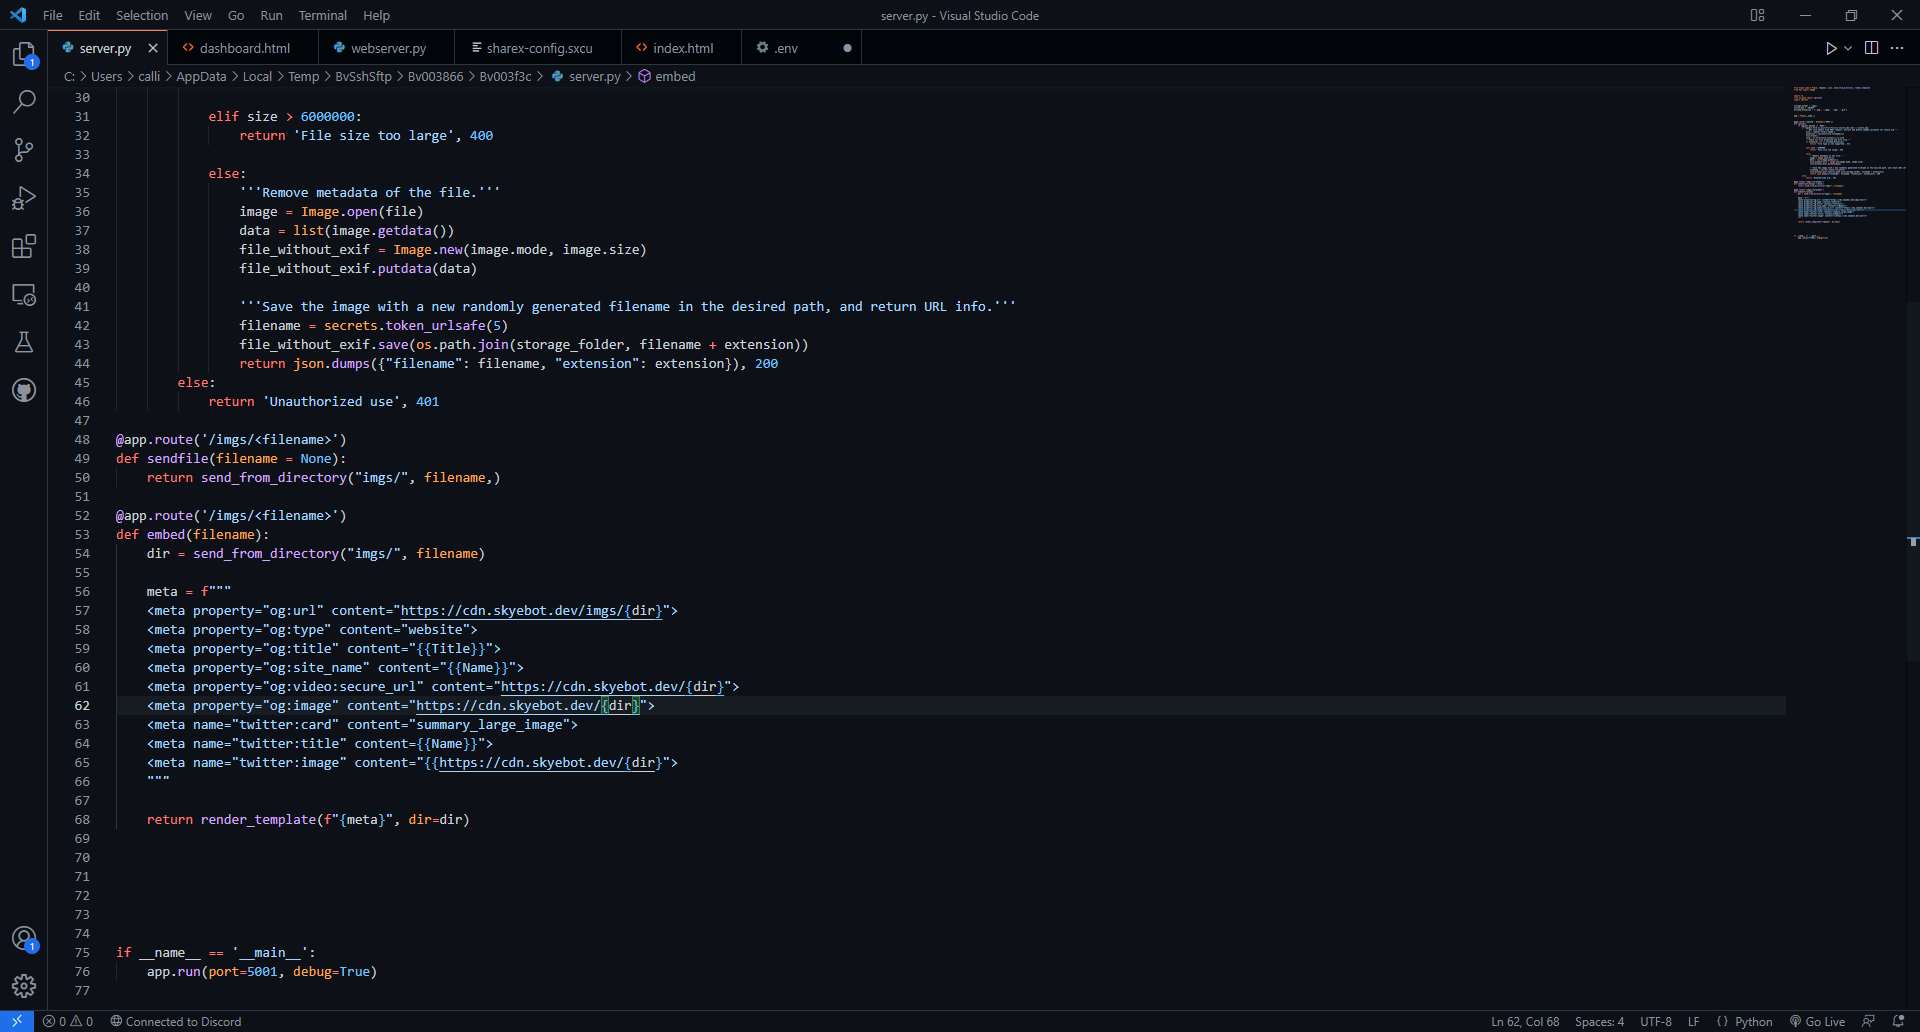 File Edit Selection View Go Run Terminal Help
server.py - Visual Studio Code
server.py dashboard.html webserver.py sharex-config.sxcu index.html .env
C: > Users > calli > AppData > Local > Temp > BvSshSftp > Bv003866 > Bv003f3c > server.py > embed
30
31 elif size > 6000000:
32 return 'File size too large', 400
33
34 else:
35 '''Remove metadata of the file.'''
36 image = Image.open(file)
37 data = list(image.getdata())
38 file_without_exif = Image.new(image.mode, image.size)
39 file_without_exif.putdata(data)
40
41 '''Save the image with a new randomly generated filename in the desired path, and return URL info.'''
42 filename = secrets.token_urlsafe(5)
43 file_without_exif.save(os.path.join(storage_folder, filename + extension))
44 return json.dumps({"filename": filename, "extension": extension}), 200
45 else:
46 return 'Unauthorized use', 401
47
48 @app.route('/imgs/<filename>')
49 def sendfile(filename = None):
50 return send_from_directory("imgs/", filename,)
51
52 @app.route('/imgs/<filename>')
53 def embed(filename):
54 dir = send_from_directory("imgs/", filename)
55
56 meta = f"""
57 <meta property="og:url" content="https://cdn.skyebot.dev/imgs/{dir}">
58 <meta property="og:type" content="website">
59 <meta property="og:title" content="{{Title}}">
60 <meta property="og:site_name" content="{{Name}}">
61 <meta property="og:video:secure_url" content="https://cdn.skyebot.dev/{dir}">
62 <meta property="og:image" content="https://cdn.skyebot.dev/{dir}">
63 <meta name="twitter:card" content="summary_large_image">
64 <meta name="twitter:title" content={{Name}}">
65 <meta name="twitter:image" content="{{https://cdn.skyebot.dev/{dir}">
66 """
67
68 return render_template(f"{meta}", dir=dir)
69
70
71
72
73
74
75 if __name__ == '__main__':
76 app.run(port=5001, debug=True)
77
1
1
0 0 Connected to Discord
Ln 62, Col 68 Spaces: 4 UTF-8 LF {} Python Go Live